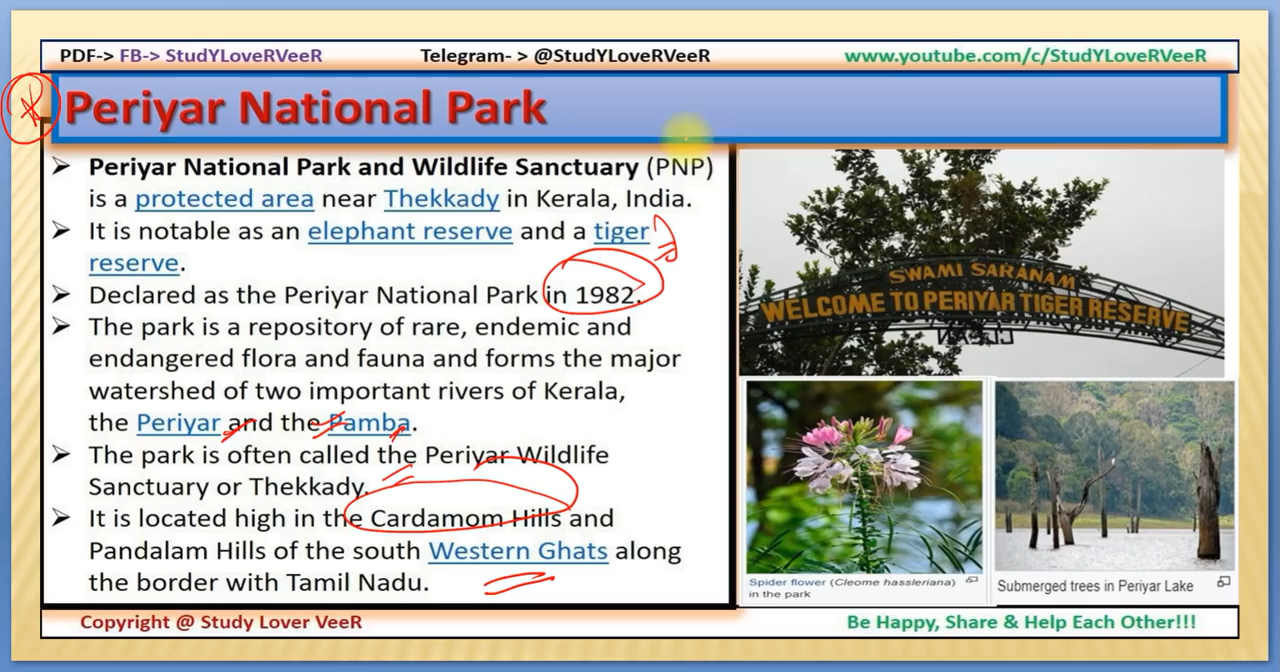 PDF-> FB-> StudYLoveRVeeR Telegram- > @StudYLoveRVeeR www.youtube.com/c/StudYLoveRVeeR
Periyar National Park
➤ Periyar National Park and Wildlife Sanctuary (PNP)
is a protected area near Thekkady in Kerala, India.
➤ It is notable as an elephant reserve and a tiger
reserve.
➤ Declared as the Periyar National Park in 1982.
➤ The park is a repository of rare, endemic and
endangered flora and fauna and forms the major
watershed of two important rivers of Kerala,
the Periyar and the Pamba.
➤ The park is often called the Periyar Wildlife
Sanctuary or Thekkady.
➤ It is located high in the Cardamom Hills and
Pandalam Hills of the south Western Ghats along
the border with Tamil Nadu.
SWAMI SARANAM
WELCOME TO PERIYAR TIGER RESERVE
Spider flower (Cleome hassleriana)
in the park
Submerged trees in Periyar Lake
Copyright @ Study Lover VeeR Be Happy, Share & Help Each Other!!!